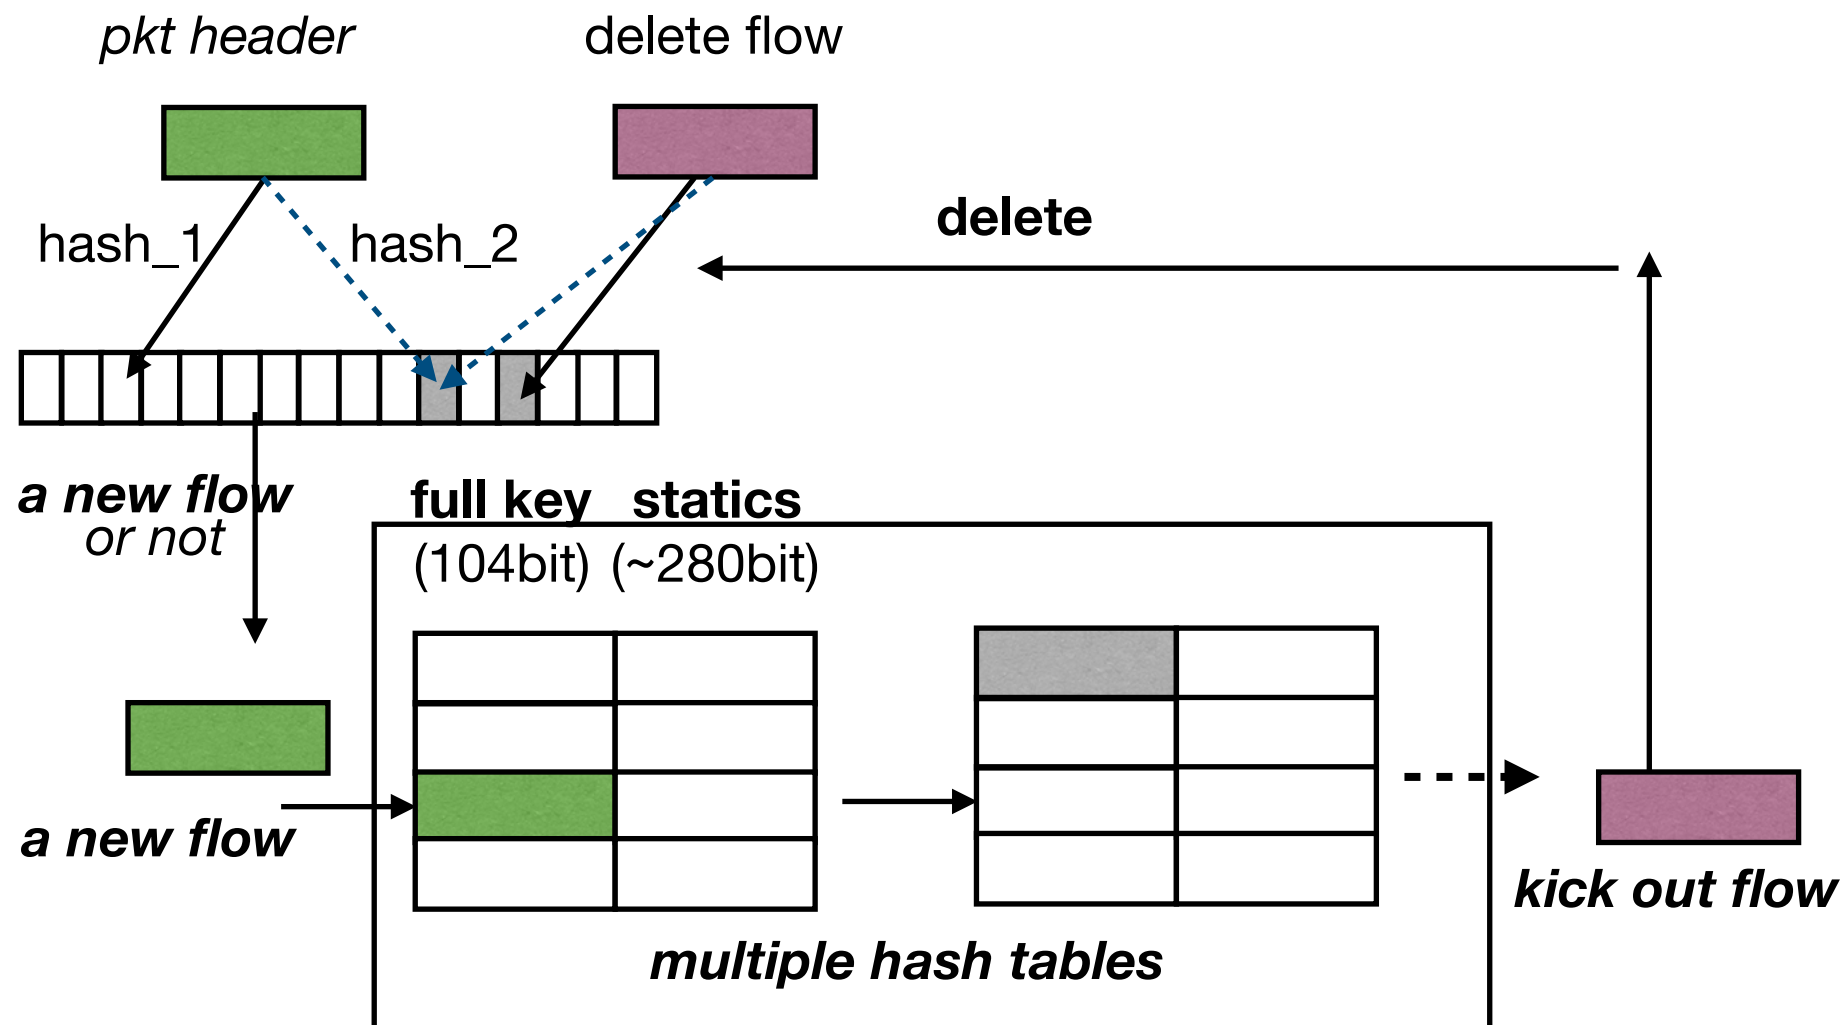 pkt header
delete flow
hash_1
hash_2
delete
a new flow
or not
full key
statics
(104bit)
(~280bit)
a new flow
kick out flow
multiple hash tables